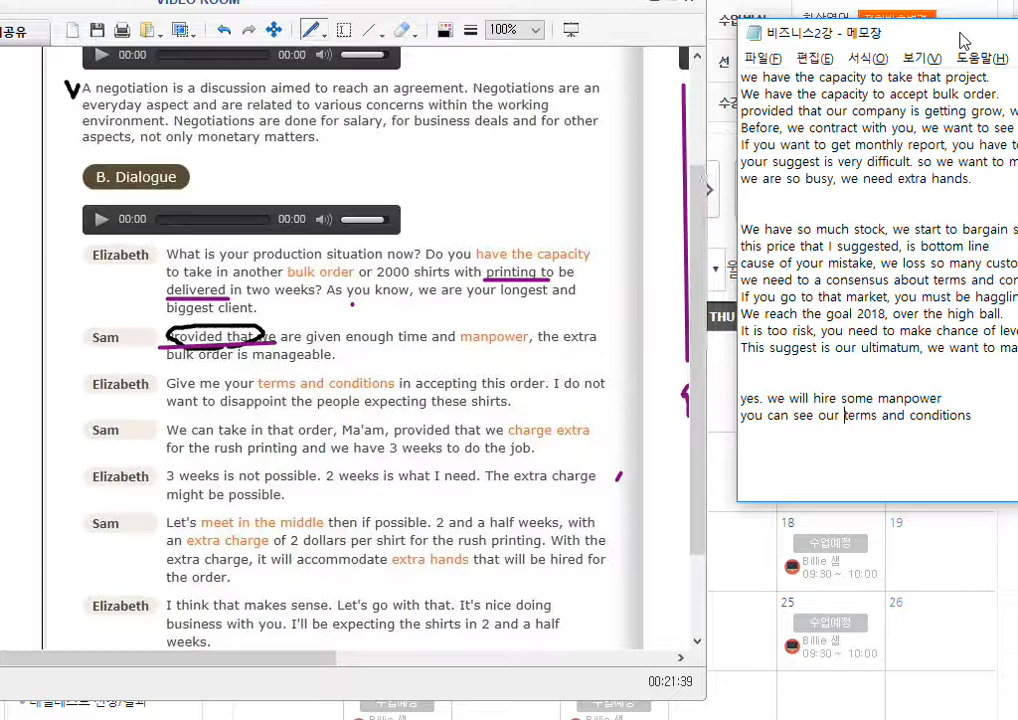 VIDEO ROOM
공유
100%
00:00 00:00
A negotiation is a discussion aimed to reach an agreement. Negotiations are an
everyday aspect and are related to various concerns within the working
environment. Negotiations are done for salary, for business deals and for other
aspects, not only monetary matters.
B. Dialogue
00:00 00:00
Elizabeth What is your production situation now? Do you have the capacity
to take in another bulk order or 2000 shirts with printing to be
delivered in two weeks? As you know, we are your longest and
biggest client.
Sam Provided that we are given enough time and manpower, the extra
bulk order is manageable.
Elizabeth Give me your terms and conditions in accepting this order. I do not
want to disappoint the people expecting these shirts.
Sam We can take in that order, Ma'am, provided that we charge extra
for the rush printing and we have 3 weeks to do the job.
Elizabeth 3 weeks is not possible. 2 weeks is what I need. The extra charge
might be possible.
Sam Let's meet in the middle then if possible. 2 and a half weeks, with
an extra charge of 2 dollars per shirt for the rush printing. With the
extra charge, it will accommodate extra hands that will be hired for
the order.
Elizabeth I think that makes sense. Let's go with that. It's nice doing
business with you. I'll be expecting the shirts in 2 and a half
weeks.
00:21:39
비즈니스2강 - 메모장
파일(F) 편집(E) 서식(O) 보기(V) 도움말(H)
we have the capacity to take that project.
We have the capacity to accept bulk order.
provided that our company is getting grow, w
Before, we contract with you, we want to see
If you want to get monthly report, you have to
your suggest is very difficult. so we want to m
we are so busy, we need extra hands.
We have so much stock, we start to bargain s
this price that I suggested, is bottom line
cause of your mistake, we loss so many custo
we need to a consensus about terms and con
If you go to that market, you must be hagglin
We reach the goal 2018, over the high ball.
It is too risk, you need to make chance of leve
This suggest is our ultimatum, we want to ma
yes. we will hire some manpower
you can see our terms and conditions
THU
18 19
수업예정
Billie 샘
09:30 ~ 10:00
25 26
수업예정
Billie 샘
09:30 ~ 10:00